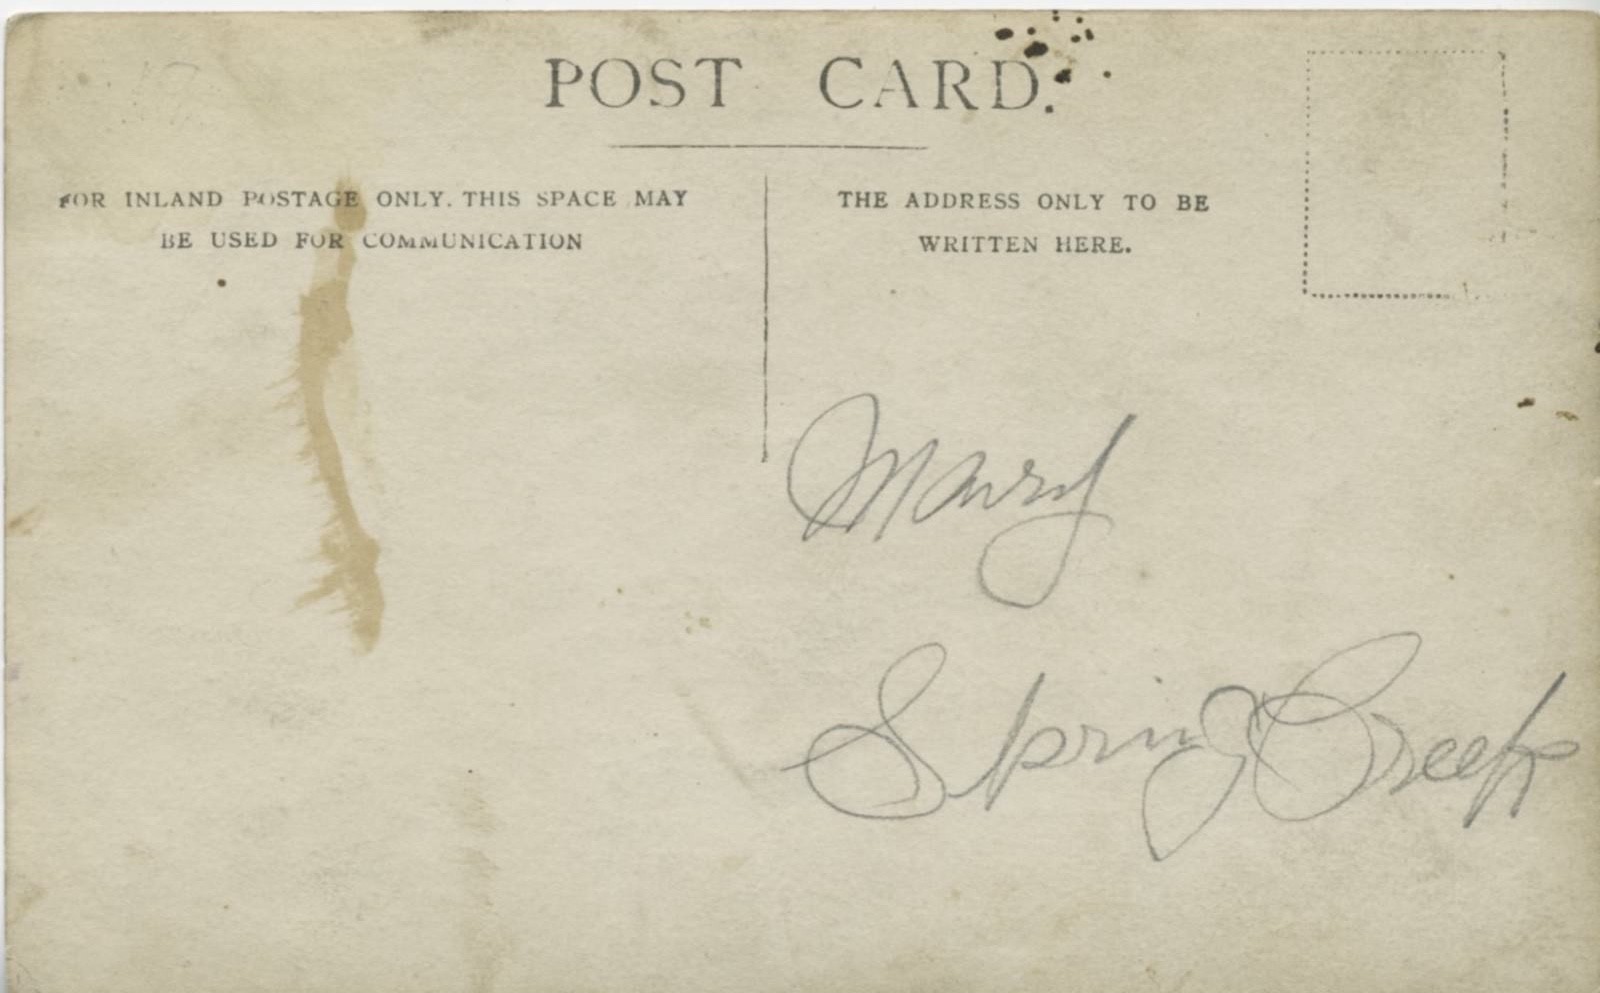 POST CARD.
FOR INLAND POSTAGE ONLY. THIS SPACE MAY
BE USED FOR COMMUNICATION
THE ADDRESS ONLY TO BE
WRITTEN HERE.
Mary
Spring Creek